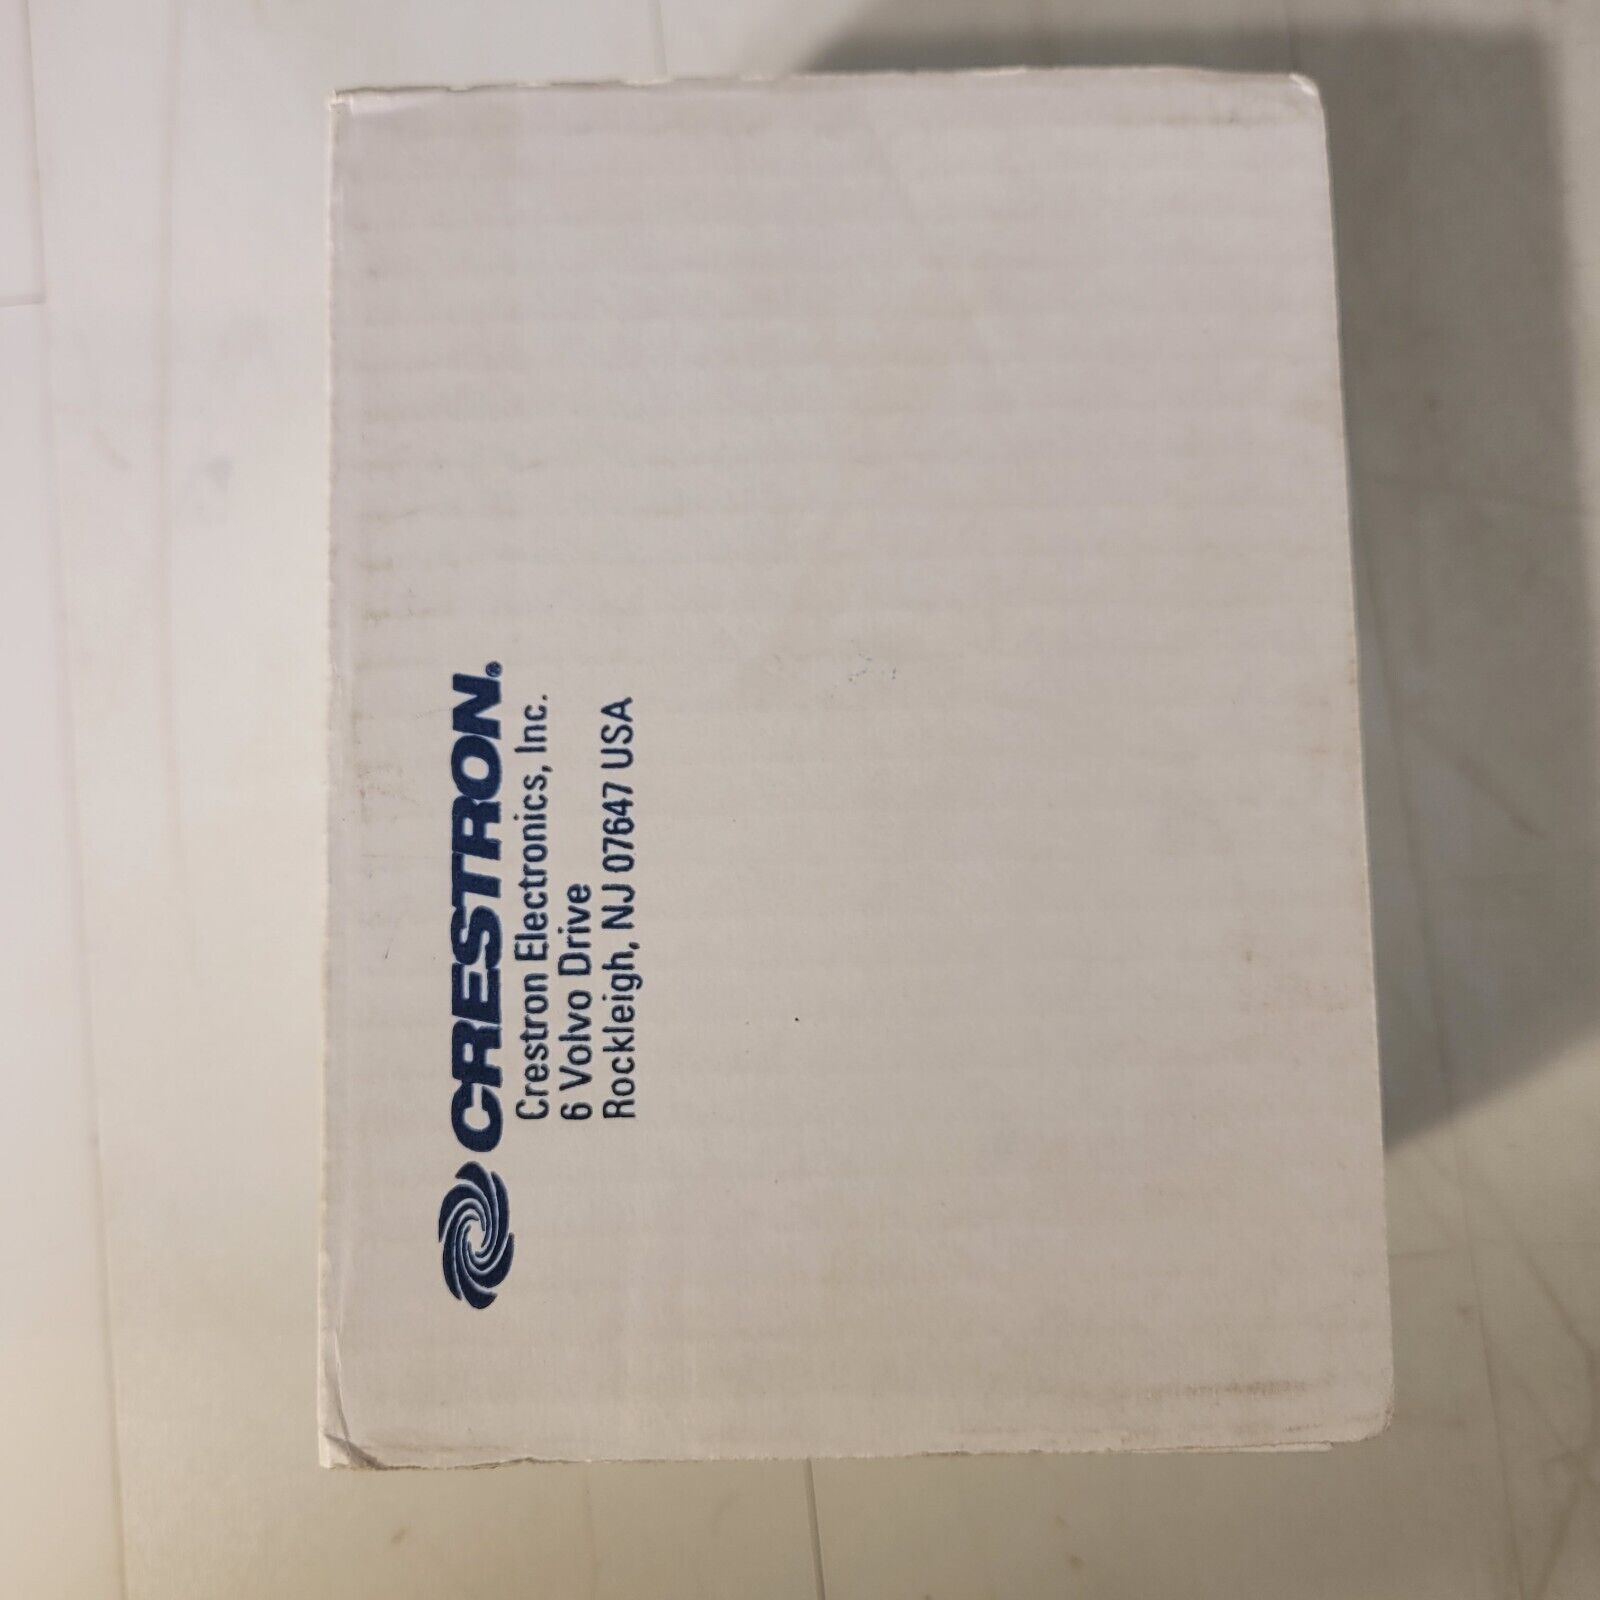 CRESTRON®
Crestron Electronics, Inc.
6 Volvo Drive
Rockleigh, NJ 07647 USA